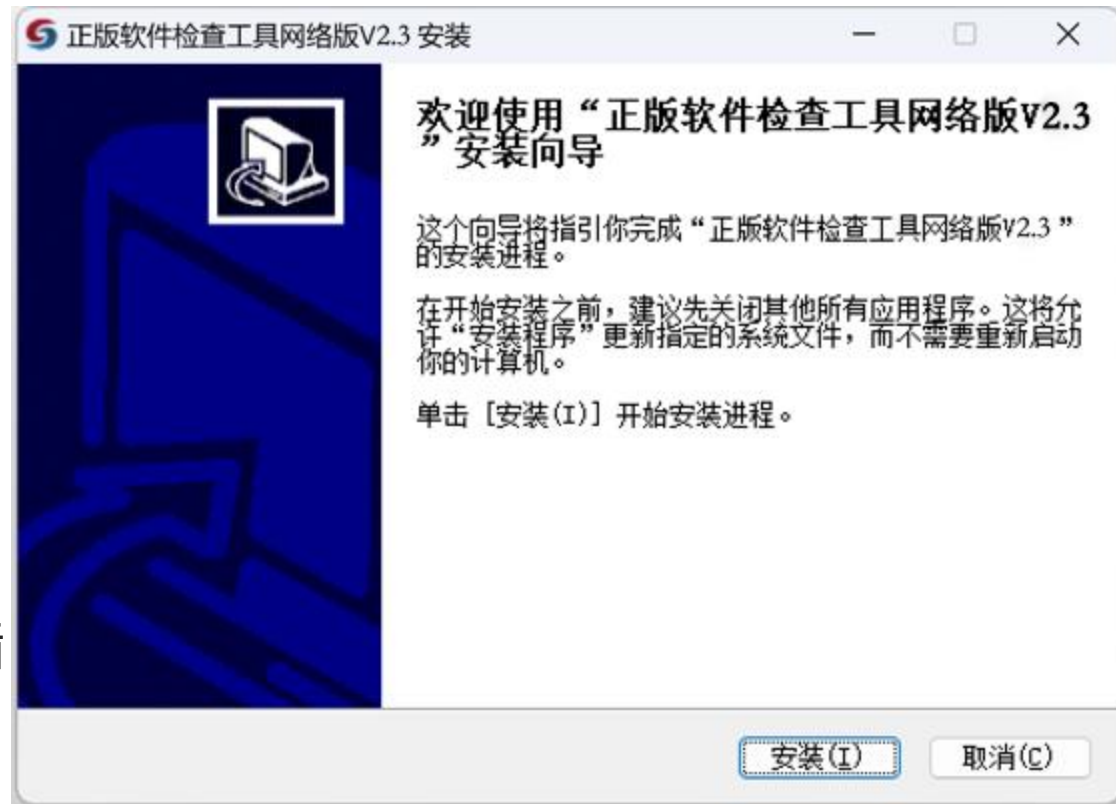 正版软件检查工具网络版V2.3 安装
欢迎使用“正版软件检查工具网络版V2.3
”安装向导
这个向导将指引你完成“正版软件检查工具网络版V2.3”
的安装进程。
在开始安装之前，建议先关闭其他所有应用程序。这将允
许“安装程序”更新指定的系统文件，而不需要重新启动
你的计算机。
单击 [安装(I)] 开始安装进程。
安装(I)
取消(C)